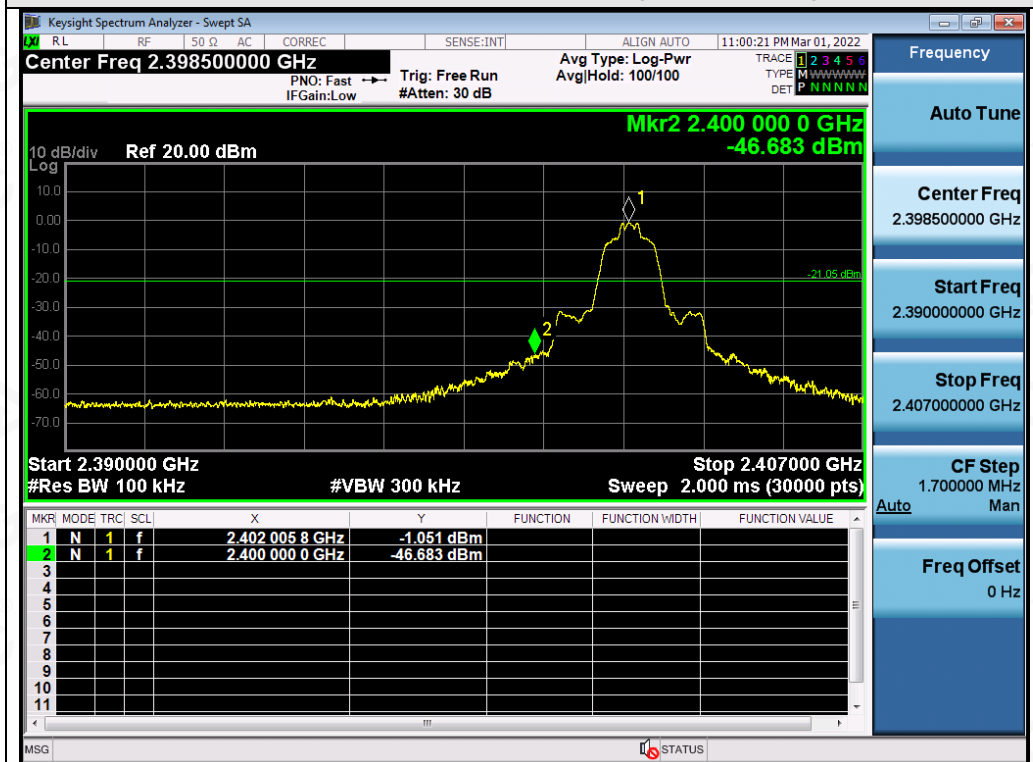 Keysight Spectrum Analyzer - Swept SA
LXI RL RF 50 Ω AC CORREC SENSE:INT ALIGN AUTO 11:00:21 PM Mar 01, 2022
Center Freq 2.398500000 GHz
PNO: Fast
IFGain:Low
Trig: Free Run
#Atten: 30 dB
Avg Type: Log-Pwr
Avg|Hold: 100/100
TRACE 1 2 3 4 5 6
TYPE M W W W W W
DET P N N N N N
Mkr2 2.400 000 0 GHz
-46.683 dBm
10 dB/div Ref 20.00 dBm
Log
10.0
0.00
-10.0
-20.0
-30.0
-40.0
-50.0
-60.0
-70.0
1
-21.05 dBm
2
Start 2.390000 GHz Stop 2.407000 GHz
#Res BW 100 kHz #VBW 300 kHz Sweep 2.000 ms (30000 pts)
MKR MODE TRC SCL X Y FUNCTION FUNCTION WIDTH FUNCTION VALUE
1 N 1 f 2.402 005 8 GHz -1.051 dBm
2 N 1 f 2.400 000 0 GHz -46.683 dBm
3
4
5
6
7
8
9
10
11
MSG STATUS
Frequency
Auto Tune
Center Freq
2.398500000 GHz
Start Freq
2.390000000 GHz
Stop Freq
2.407000000 GHz
CF Step
1.700000 MHz
Auto Man
Freq Offset
0 Hz